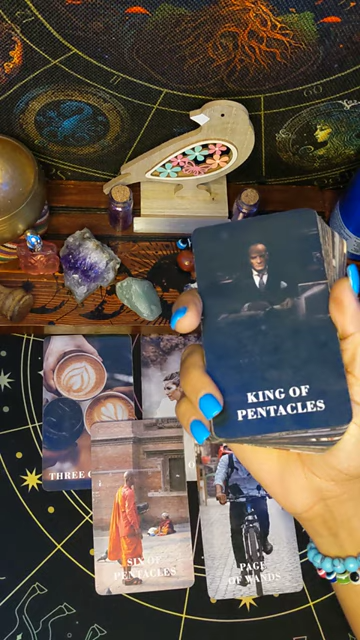 KING OF
PENTACLES
THREE
SIX OF
PENTACLES
PAGE
OF WANDS